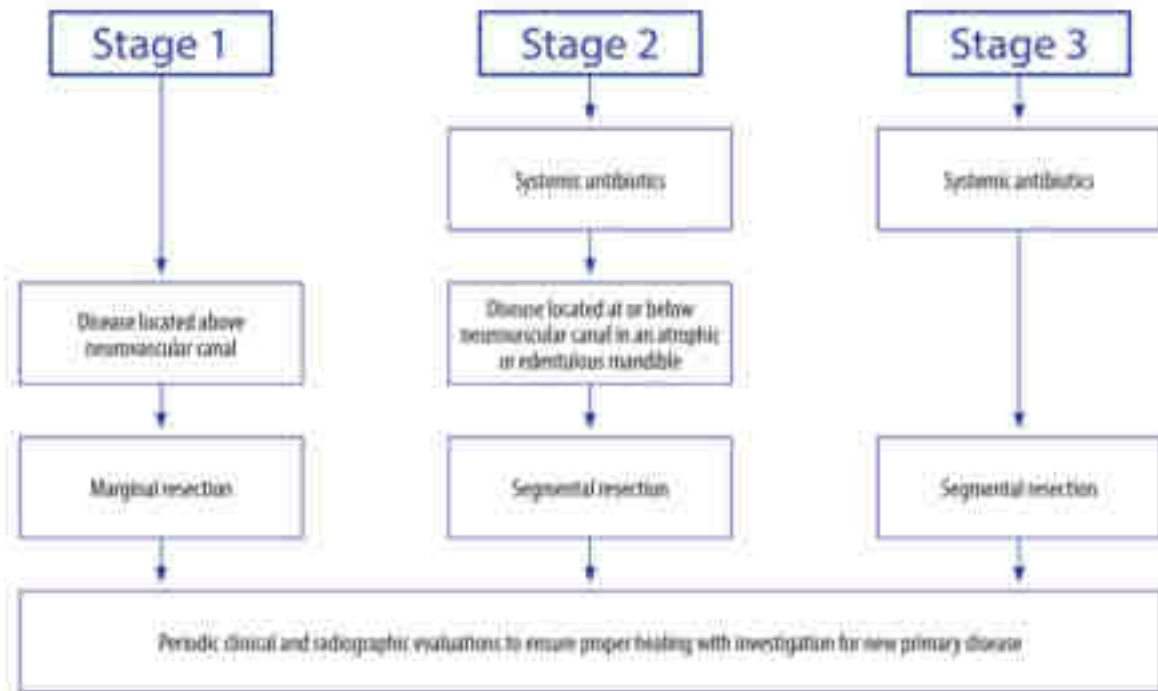 Stage 1
Stage 2
Stage 3
Systemic antibiotics
Systemic antibiotics
Disease located above
neurovascular canal
Disease located at or below
neurovascular canal in an atrophic
or edentulous mandible
Marginal resection
Segmental resection
Segmental resection
Periodic clinical and radiographic evaluations to ensure proper healing with investigation for new primary disease